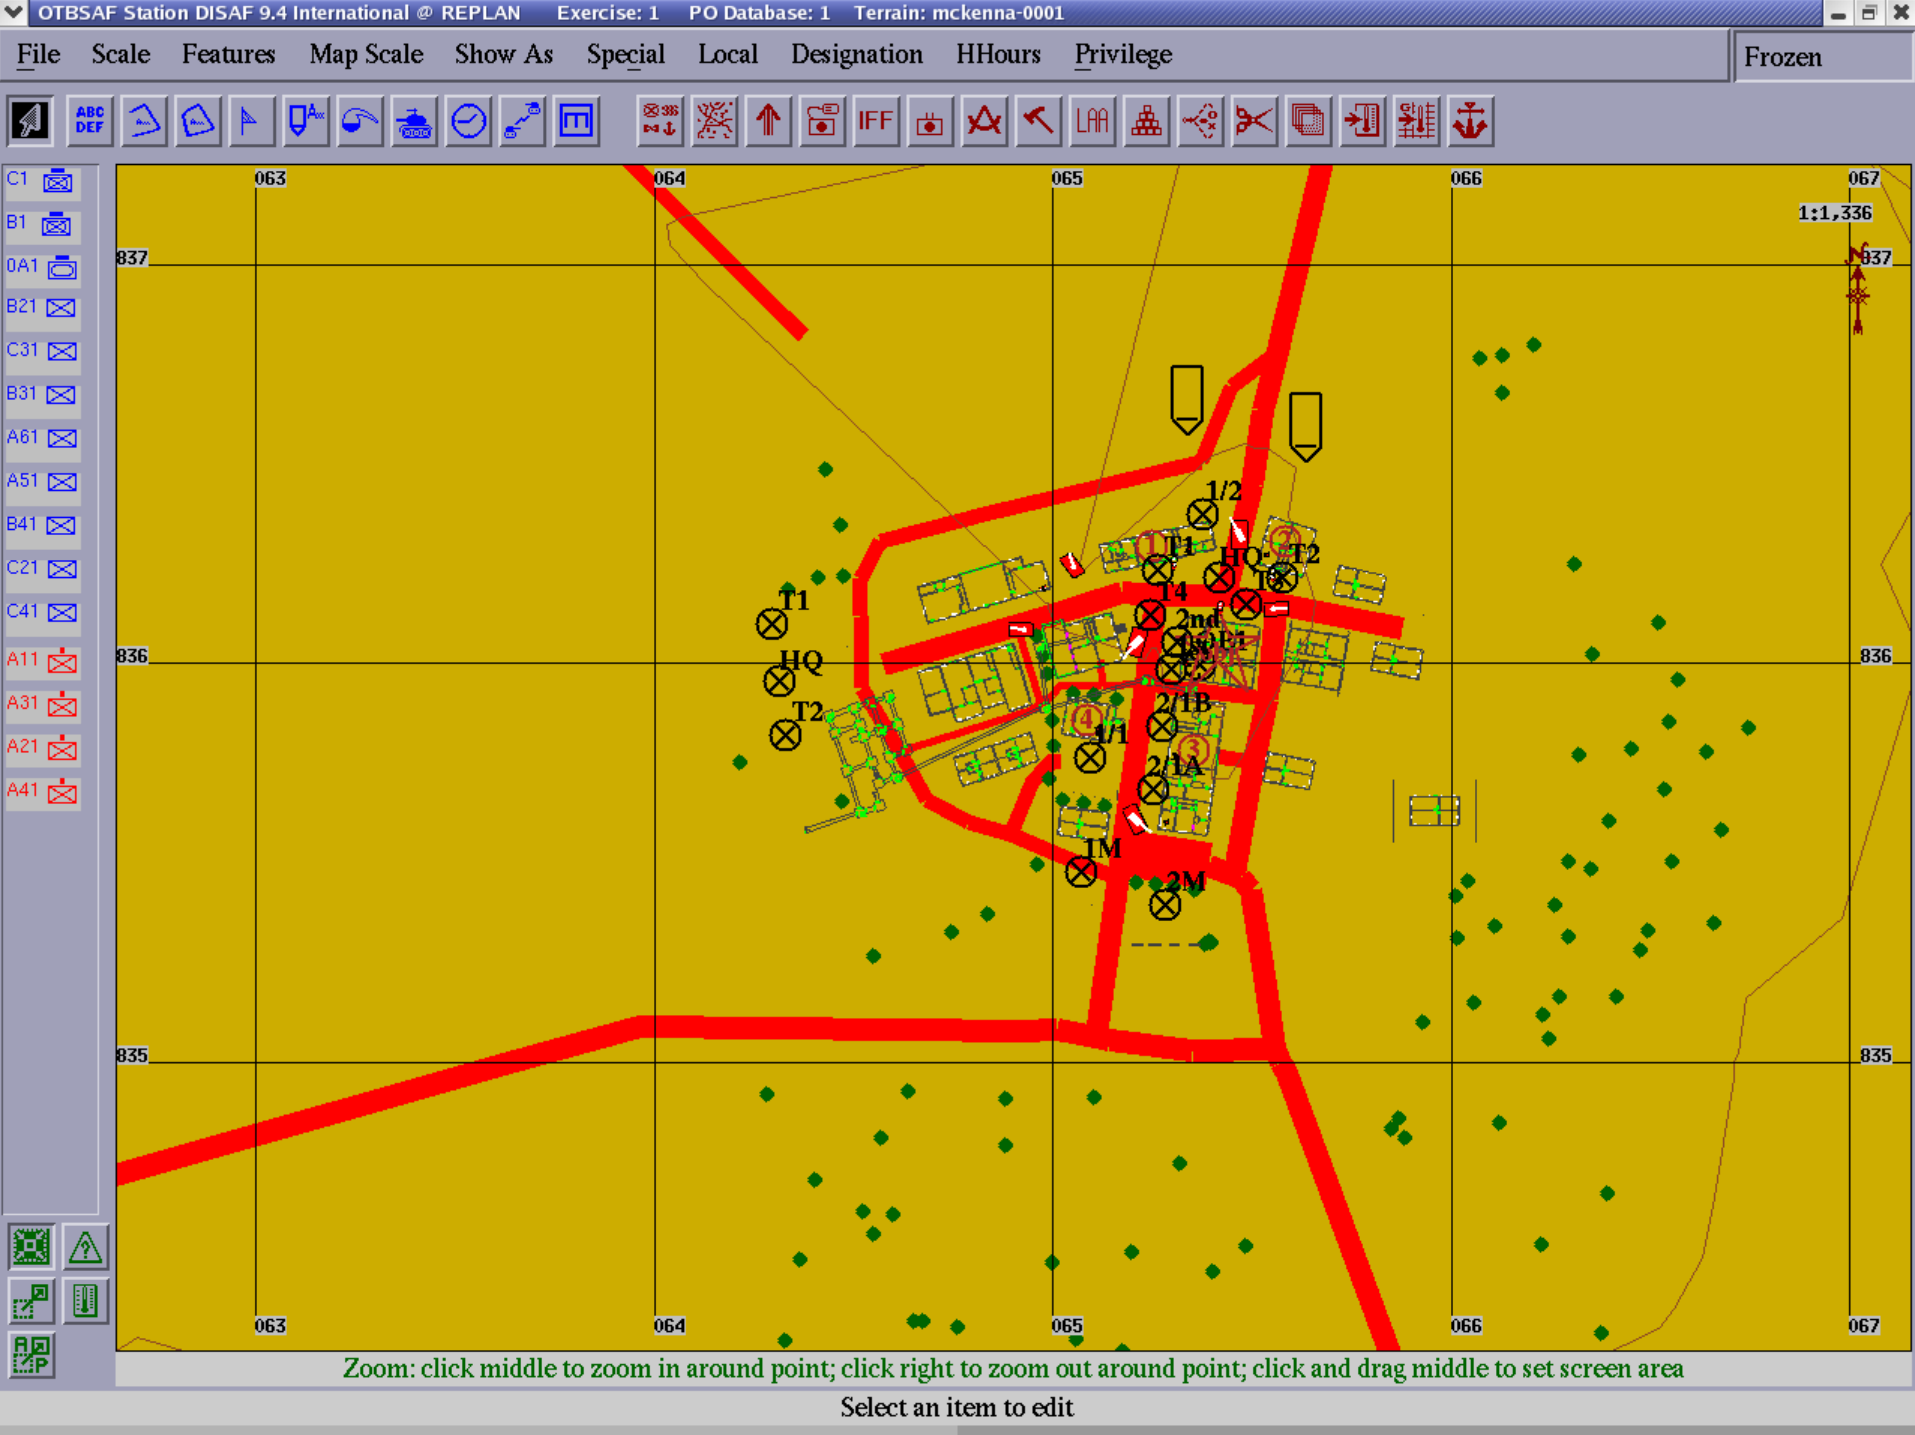 OTBSAF Station DISAF 9.4 International @ REPLAN Exercise: 1 PO Database: 1 Terrain: mckenna-0001
File Scale Features Map Scale Show As Special Local Designation HHours Privilege Frozen
ABC
DEF
IFF
LAA
C1
B1
0A1
B21
C31
B31
A61
A51
B41
C21
C41
A11
A31
A21
A41
063 064 065 066 067
1:1,336
837 837
N
1/2
1 T1 HQ- 2 T2
T4
T1
2nd
836 HQ 836
T2
2/1B
4 1/1 3
2/1A
1M
2M
835 835
063 064 065 066 067
Zoom: click middle to zoom in around point; click right to zoom out around point; click and drag middle to set screen area
Select an item to edit